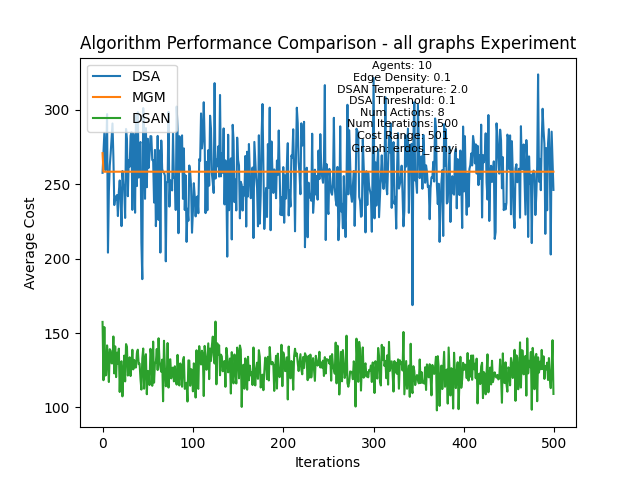 Algorithm Performance Comparison - all graphs Experiment
DSA
MGM
DSAN
Agents: 10
Edge Density: 0.1
DSAN Temperature: 2.0
DSA Threshold: 0.1
Num Actions: 8
Num Iterations: 500
Cost Range: 501
Graph: erdos_renyi
Average Cost
300
250
200
150
100
0
100
200
300
400
500
Iterations